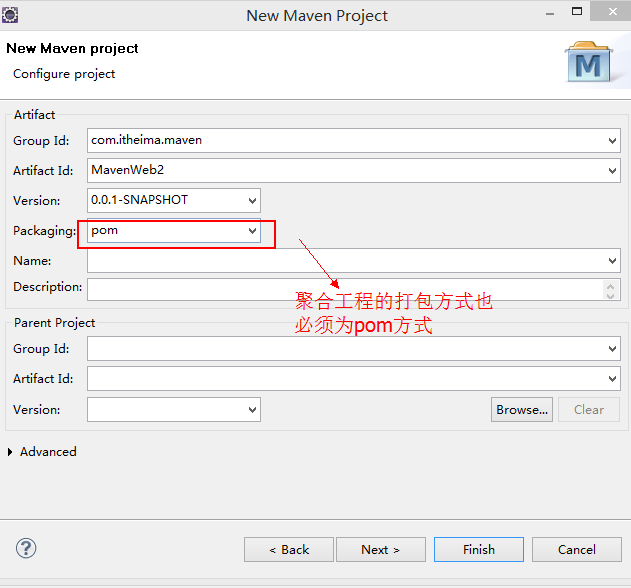 New Maven Project
New Maven project
Configure project
M
Artifact
Group Id: com.itheima.maven
Artifact Id: MavenWeb2
Version: 0.0.1-SNAPSHOT
Packaging: pom
Name:
Description:
聚合工程的打包方式也
必须为pom方式
Parent Project
Group Id:
Artifact Id:
Version:
Browse... Clear
Advanced
? < Back Next > Finish Cancel